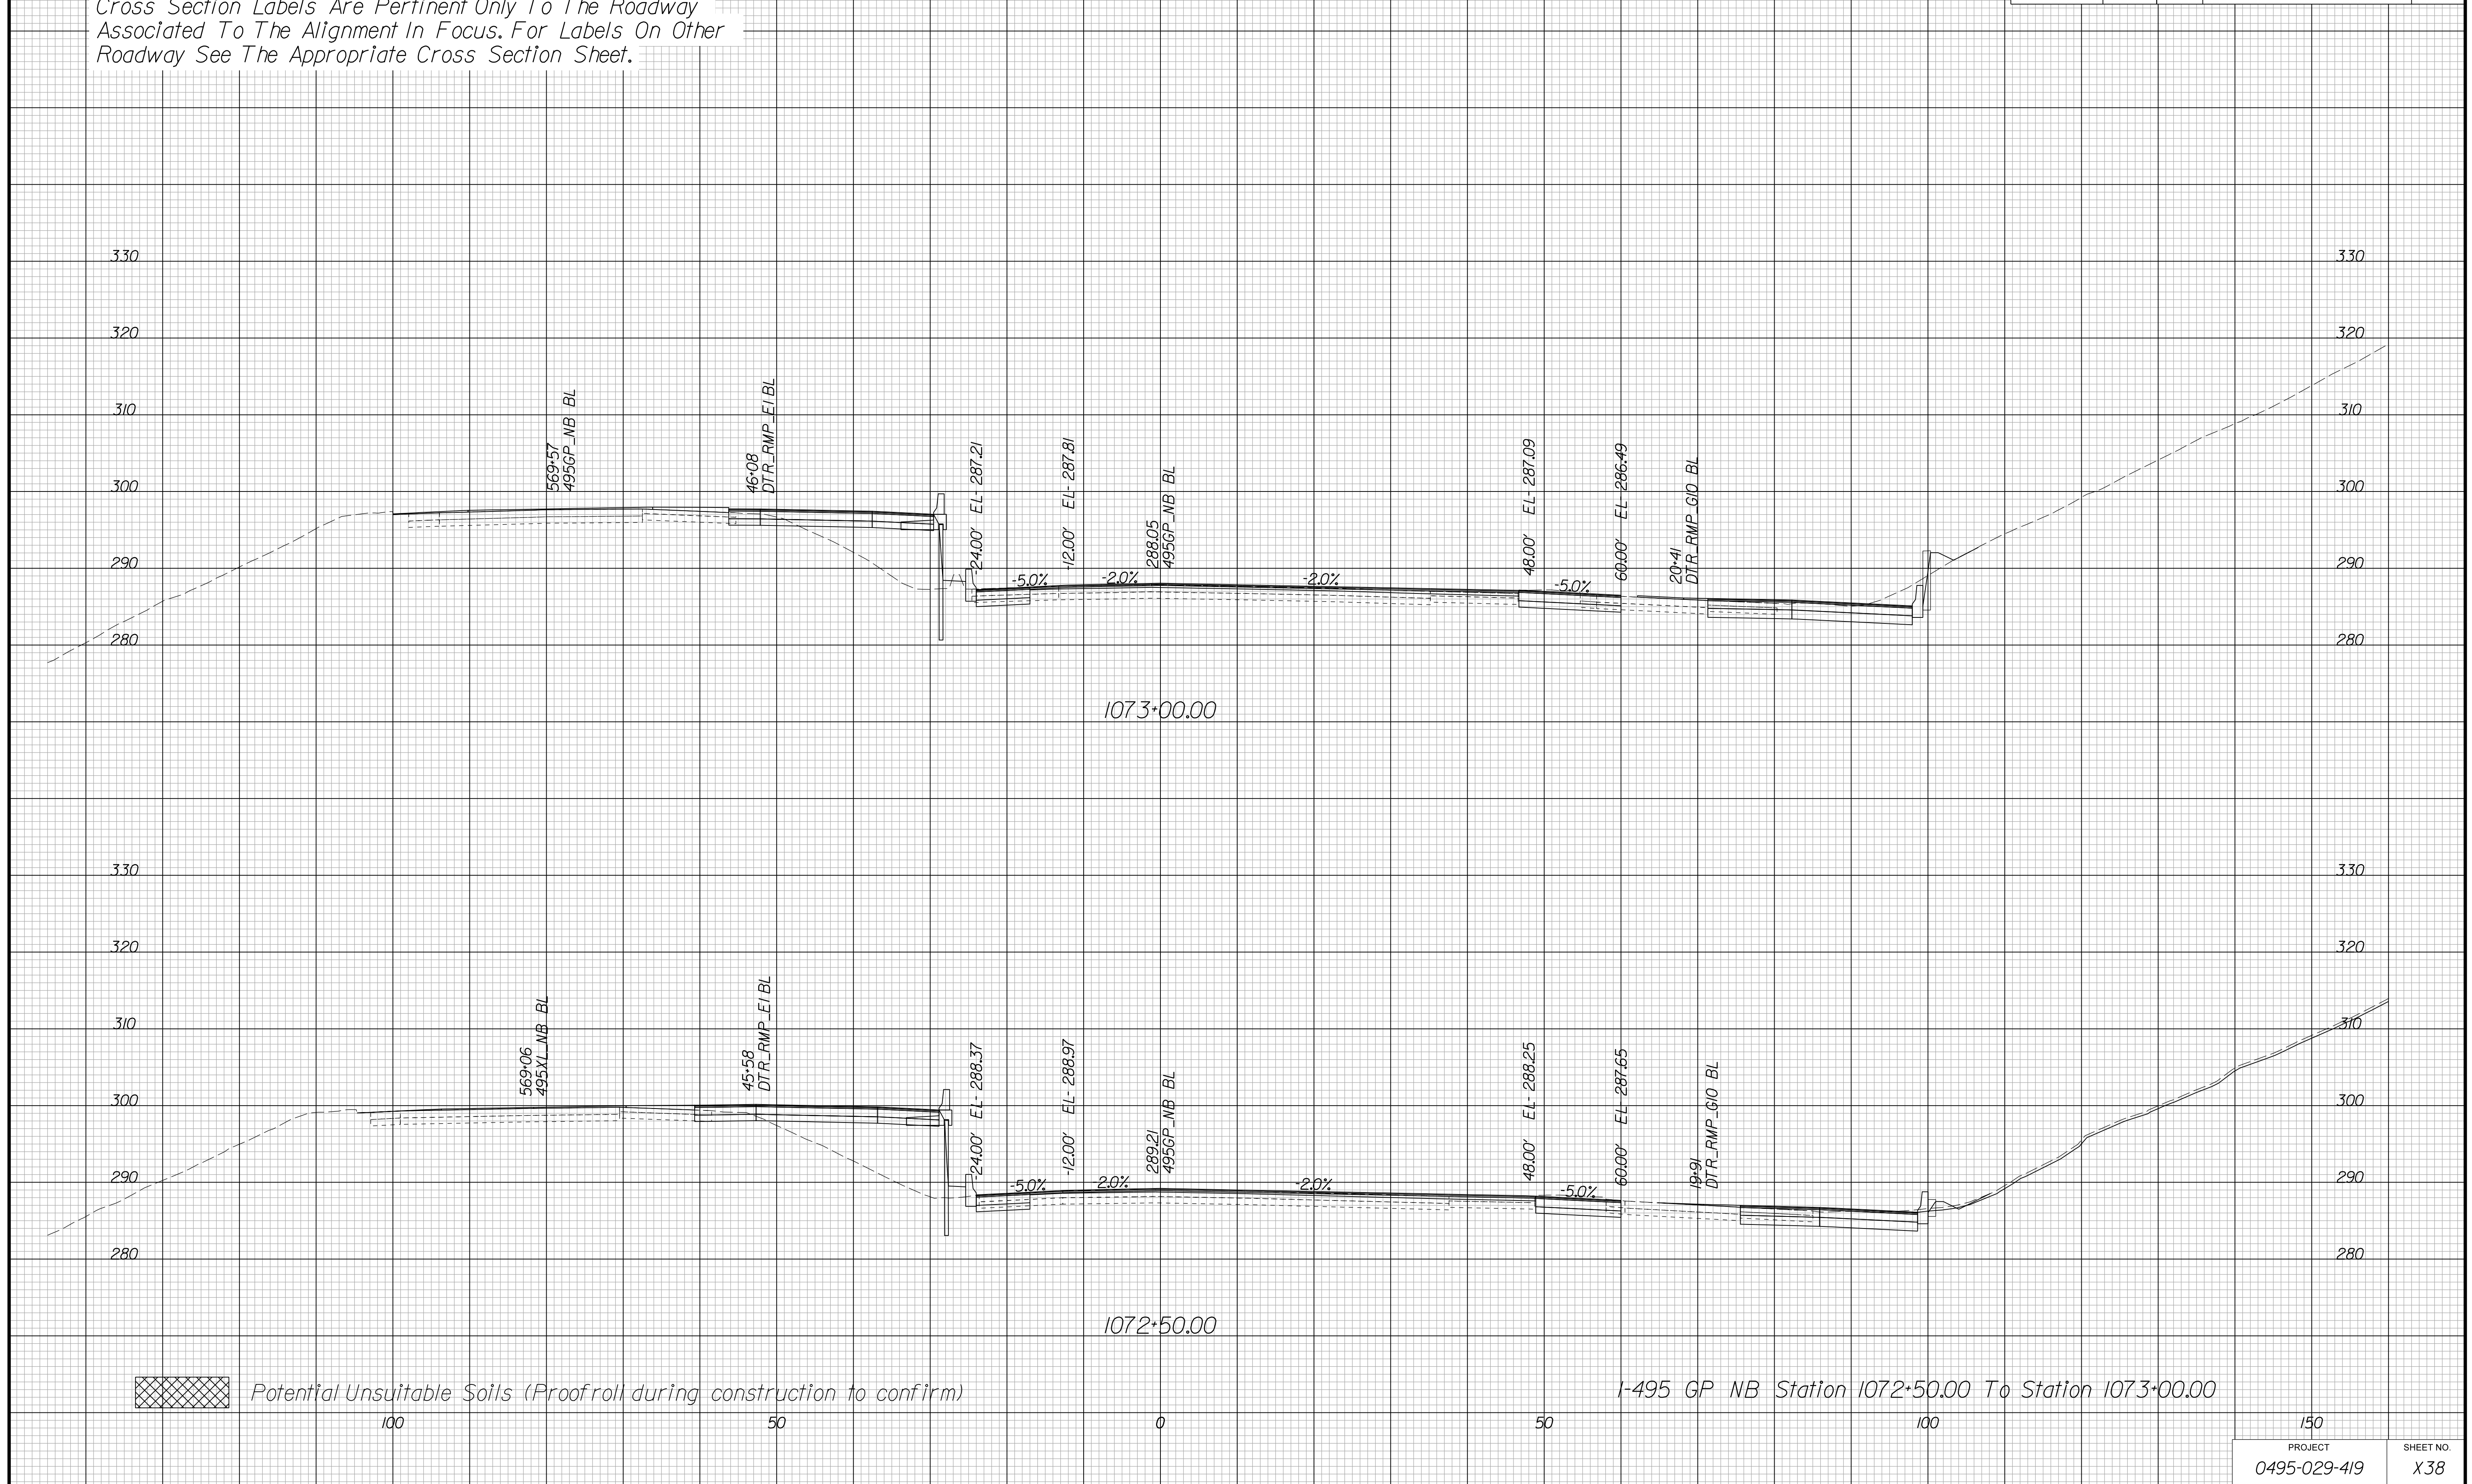 Cross Section Labels Are Pertinent Only To The Roadway
Associated To The Alignment In Focus. For Labels On Other
Roadway See The Appropriate Cross Section Sheet.
330
330
320
320
310
310
300
300
290
290
280
280
569+57
495GP_NB BL
46+08
DTR_RMP_E1 BL
-24.00' EL- 287.21
-12.00' EL- 287.81
288.05
495GP_NB BL
48.00' EL- 287.09
60.00' EL- 286.49
20+41
DTR_RMP_G10 BL
-5.0%
-2.0%
-2.0%
-5.0%
1073+00.00
330
330
320
320
310
310
300
300
290
290
280
280
569+06
495XL_NB BL
45+58
DTR_RMP_E1 BL
-24.00' EL- 288.37
-12.00' EL- 288.97
289.21
495GP_NB BL
48.00' EL- 288.25
60.00' EL- 287.65
19+91
DTR_RMP_G10 BL
-5.0%
2.0%
-2.0%
-5.0%
1072+50.00
Potential Unsuitable Soils (Proofroll during construction to confirm)
I-495 GP NB Station 1072+50.00 To Station 1073+00.00
100
50
0
50
100
150
PROJECT
SHEET NO.
0495-029-419
X38